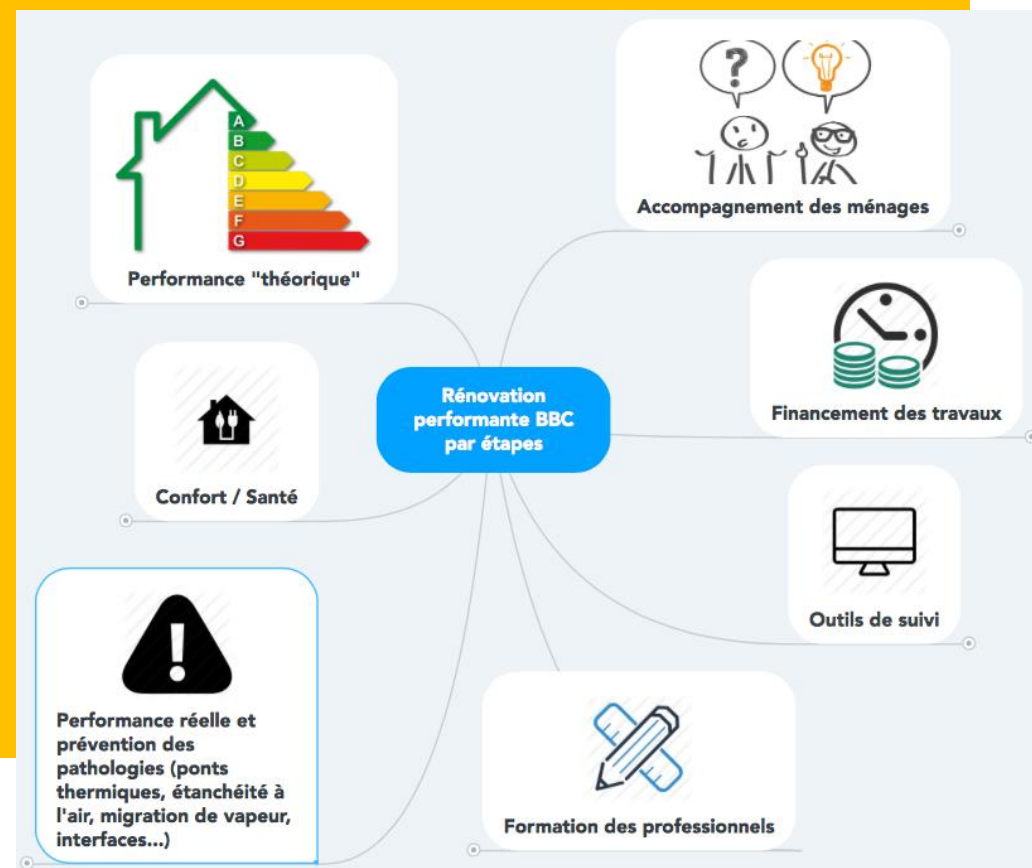 A
B
C
D
E
F
G
Performance "théorique"
?
Accompagnement des ménages
Rénovation
performante BBC
par étapes
Financement des travaux
Confort / Santé
Outils de suivi
!
Performance réelle et
prévention des
pathologies (ponts
thermiques, étanchéité à
l'air, migration de vapeur,
interfaces...)
Formation des professionnels